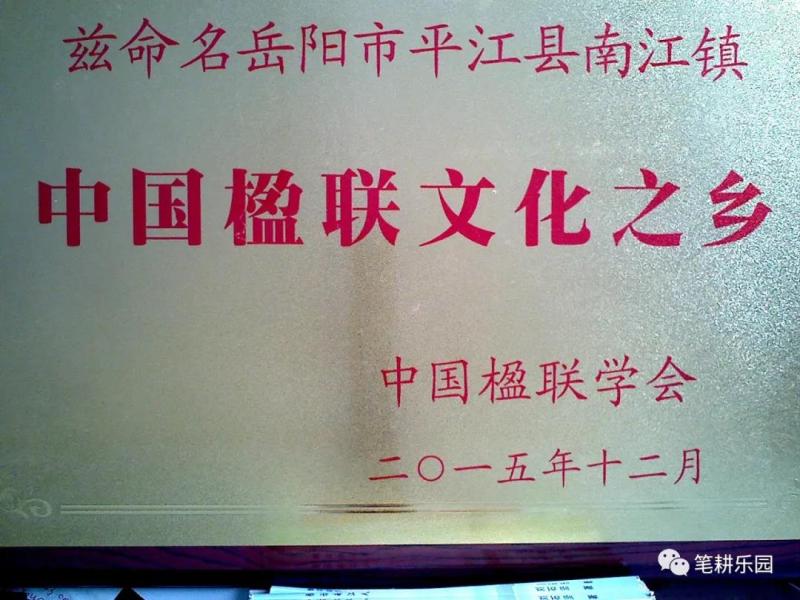 兹命名岳阳市平江县南江镇
中国楹联文化之乡
中国楹联学会
二〇一五年十二月
笔耕乐园